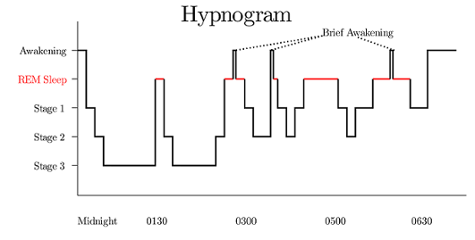 Hypnogram
Brief Awakening
Awakening
REM Sleep
Stage 1
Stage 2
Stage 3
Midnight 0130 0300 0500 0630